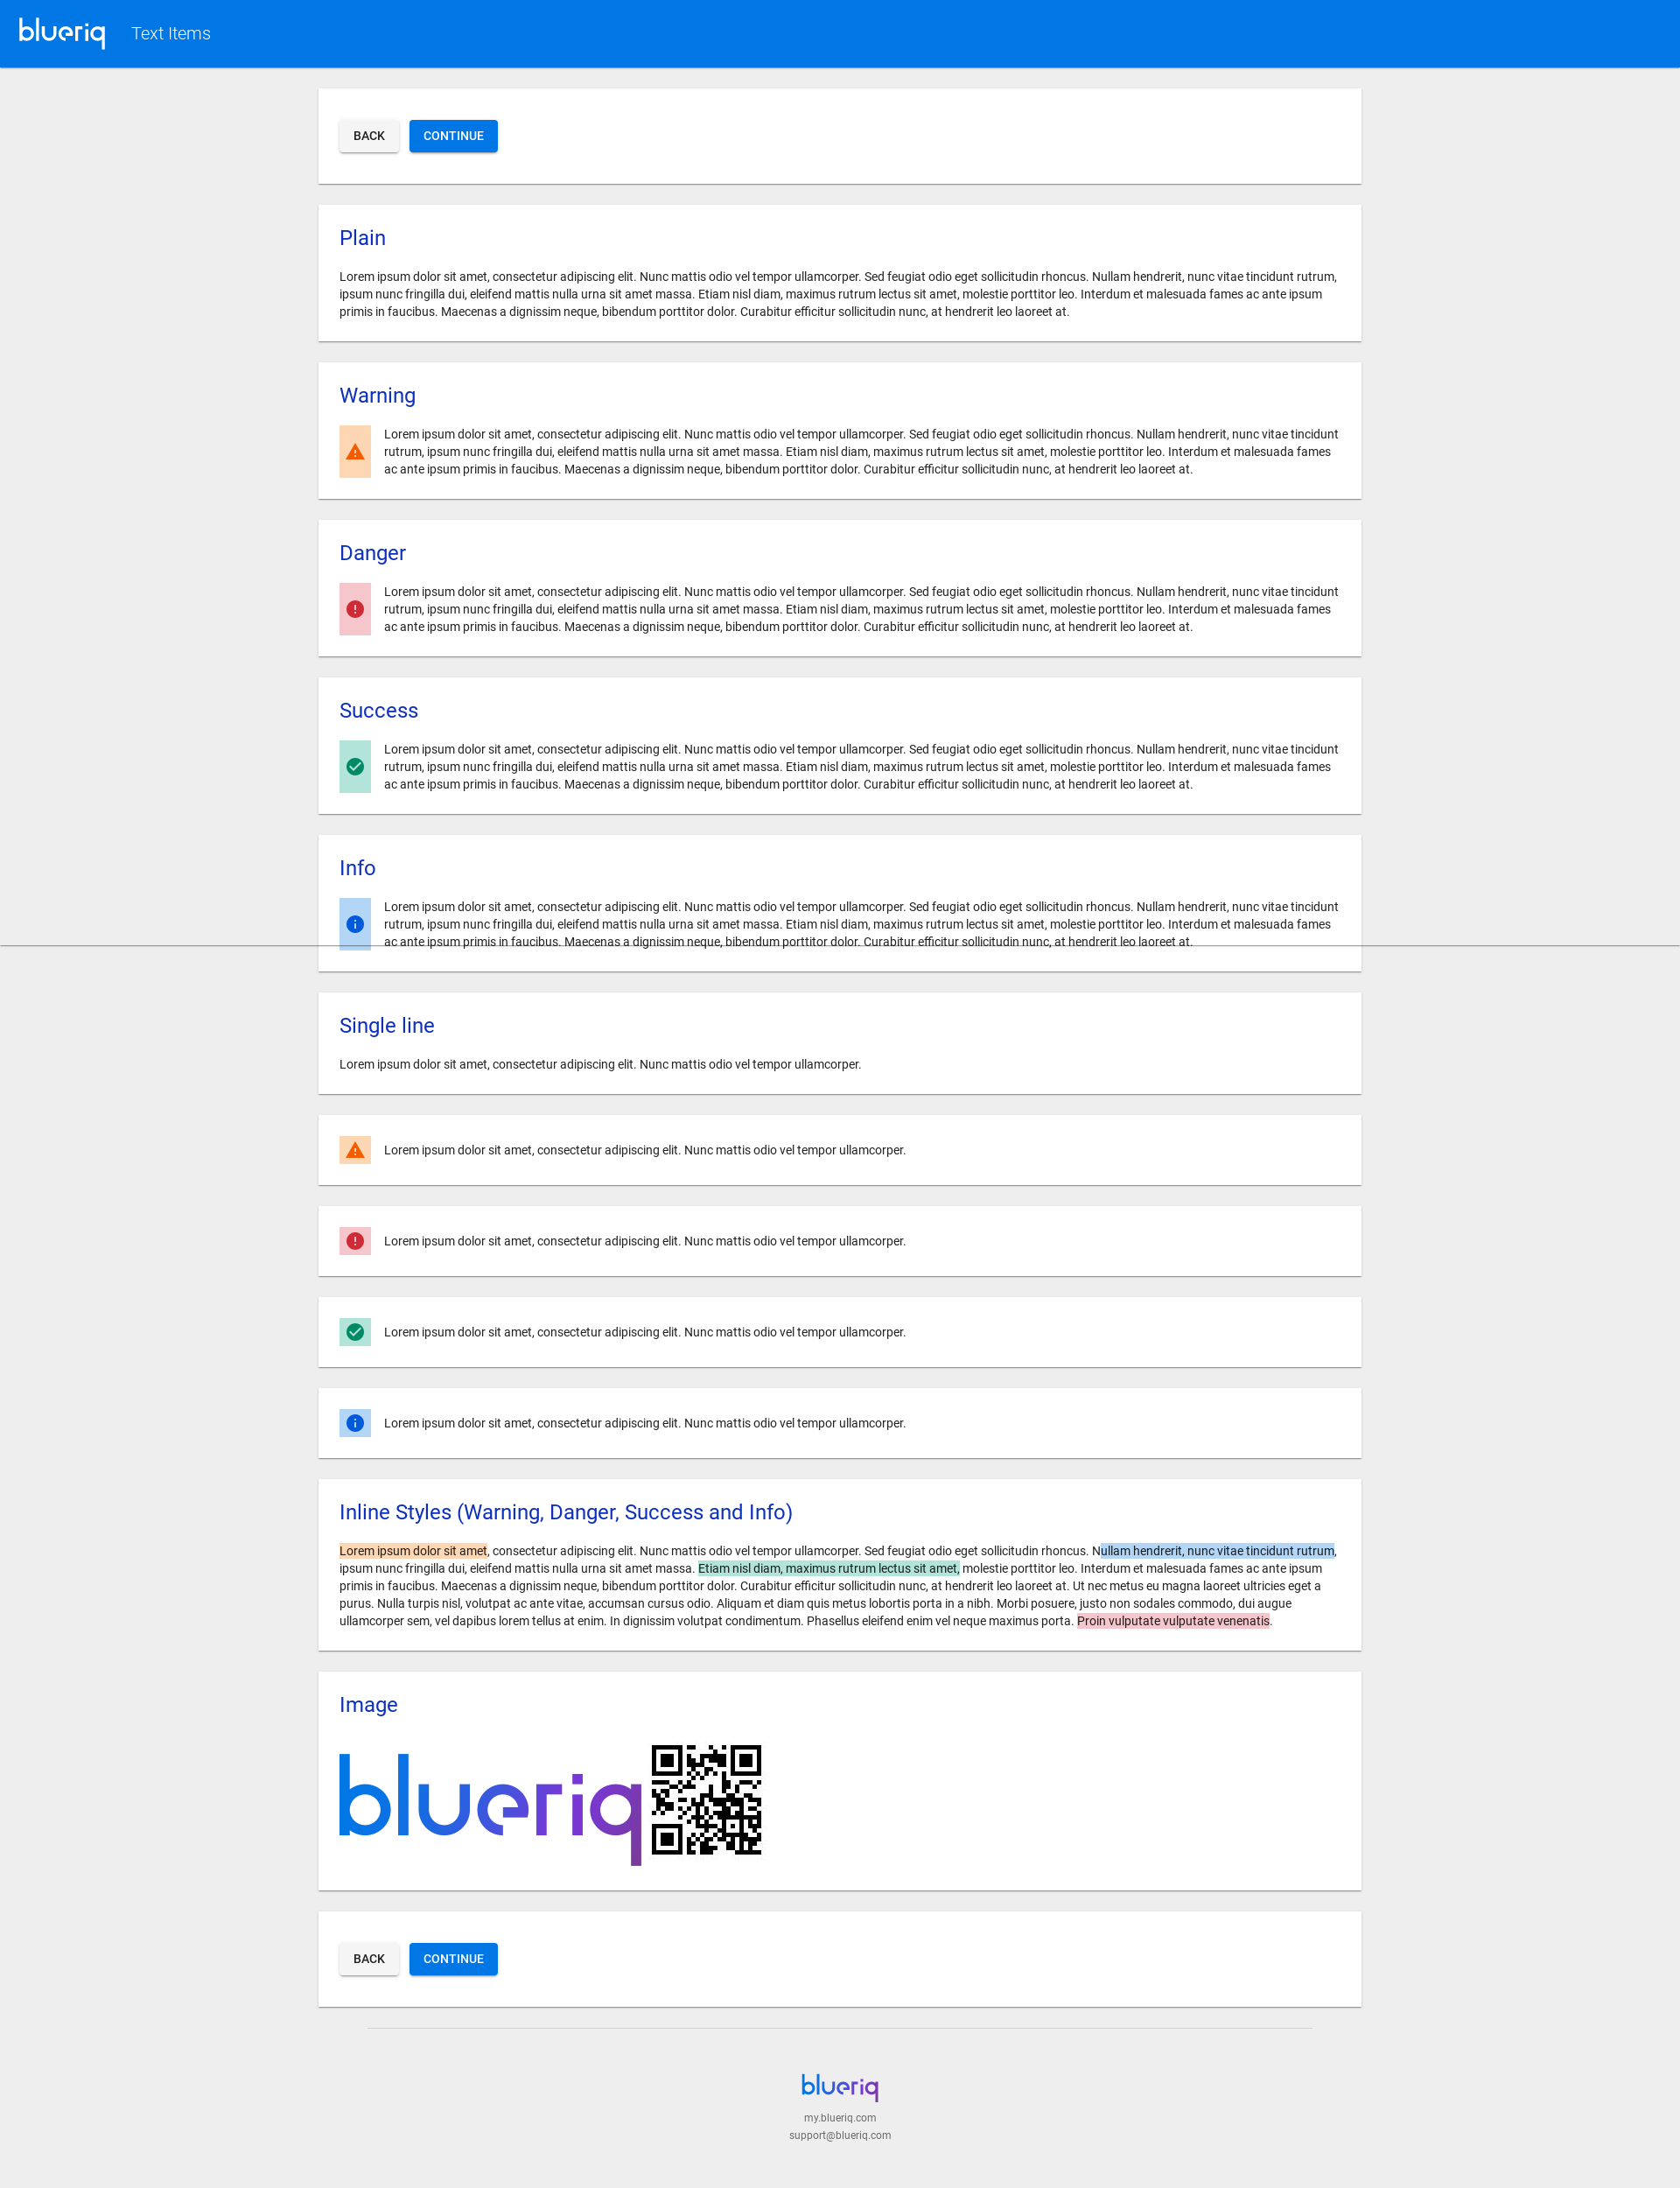 blueriq Text Items
BACK CONTINUE
Plain
Lorem ipsum dolor sit amet, consectetur adipiscing elit. Nunc mattis odio vel tempor ullamcorper. Sed feugiat odio eget sollicitudin rhoncus. Nullam hendrerit, nunc vitae tincidunt rutrum,
ipsum nunc fringilla dui, eleifend mattis nulla urna sit amet massa. Etiam nisl diam, maximus rutrum lectus sit amet, molestie porttitor leo. Interdum et malesuada fames ac ante ipsum
primis in faucibus. Maecenas a dignissim neque, bibendum porttitor dolor. Curabitur efficitur sollicitudin nunc, at hendrerit leo laoreet at.
Warning
Lorem ipsum dolor sit amet, consectetur adipiscing elit. Nunc mattis odio vel tempor ullamcorper. Sed feugiat odio eget sollicitudin rhoncus. Nullam hendrerit, nunc vitae tincidunt
rutrum, ipsum nunc fringilla dui, eleifend mattis nulla urna sit amet massa. Etiam nisl diam, maximus rutrum lectus sit amet, molestie porttitor leo. Interdum et malesuada fames
ac ante ipsum primis in faucibus. Maecenas a dignissim neque, bibendum porttitor dolor. Curabitur efficitur sollicitudin nunc, at hendrerit leo laoreet at.
Danger
Lorem ipsum dolor sit amet, consectetur adipiscing elit. Nunc mattis odio vel tempor ullamcorper. Sed feugiat odio eget sollicitudin rhoncus. Nullam hendrerit, nunc vitae tincidunt
rutrum, ipsum nunc fringilla dui, eleifend mattis nulla urna sit amet massa. Etiam nisl diam, maximus rutrum lectus sit amet, molestie porttitor leo. Interdum et malesuada fames
ac ante ipsum primis in faucibus. Maecenas a dignissim neque, bibendum porttitor dolor. Curabitur efficitur sollicitudin nunc, at hendrerit leo laoreet at.
Success
Lorem ipsum dolor sit amet, consectetur adipiscing elit. Nunc mattis odio vel tempor ullamcorper. Sed feugiat odio eget sollicitudin rhoncus. Nullam hendrerit, nunc vitae tincidunt
rutrum, ipsum nunc fringilla dui, eleifend mattis nulla urna sit amet massa. Etiam nisl diam, maximus rutrum lectus sit amet, molestie porttitor leo. Interdum et malesuada fames
ac ante ipsum primis in faucibus. Maecenas a dignissim neque, bibendum porttitor dolor. Curabitur efficitur sollicitudin nunc, at hendrerit leo laoreet at.
Info
Lorem ipsum dolor sit amet, consectetur adipiscing elit. Nunc mattis odio vel tempor ullamcorper. Sed feugiat odio eget sollicitudin rhoncus. Nullam hendrerit, nunc vitae tincidunt
rutrum, ipsum nunc fringilla dui, eleifend mattis nulla urna sit amet massa. Etiam nisl diam, maximus rutrum lectus sit amet, molestie porttitor leo. Interdum et malesuada fames
ac ante ipsum primis in faucibus. Maecenas a dignissim neque, bibendum porttitor dolor. Curabitur efficitur sollicitudin nunc, at hendrerit leo laoreet at.
Single line
Lorem ipsum dolor sit amet, consectetur adipiscing elit. Nunc mattis odio vel tempor ullamcorper.
Lorem ipsum dolor sit amet, consectetur adipiscing elit. Nunc mattis odio vel tempor ullamcorper.
Lorem ipsum dolor sit amet, consectetur adipiscing elit. Nunc mattis odio vel tempor ullamcorper.
Lorem ipsum dolor sit amet, consectetur adipiscing elit. Nunc mattis odio vel tempor ullamcorper.
Lorem ipsum dolor sit amet, consectetur adipiscing elit. Nunc mattis odio vel tempor ullamcorper.
Inline Styles (Warning, Danger, Success and Info)
Lorem ipsum dolor sit amet, consectetur adipiscing elit. Nunc mattis odio vel tempor ullamcorper. Sed feugiat odio eget sollicitudin rhoncus. Nullam hendrerit, nunc vitae tincidunt rutrum,
ipsum nunc fringilla dui, eleifend mattis nulla urna sit amet massa. Etiam nisl diam, maximus rutrum lectus sit amet, molestie porttitor leo. Interdum et malesuada fames ac ante ipsum
primis in faucibus. Maecenas a dignissim neque, bibendum porttitor dolor. Curabitur efficitur sollicitudin nunc, at hendrerit leo laoreet at. Ut nec metus eu magna laoreet ultricies eget a
purus. Nulla turpis nisl, volutpat ac ante vitae, accumsan cursus odio. Aliquam et diam quis metus lobortis porta in a nibh. Morbi posuere, justo non sodales commodo, dui augue
ullamcorper sem, vel dapibus lorem tellus at enim. In dignissim volutpat condimentum. Phasellus eleifend enim vel neque maximus porta. Proin vulputate vulputate venenatis.
Image
blueriq
BACK CONTINUE
blueriq
my.blueriq.com
support@blueriq.com